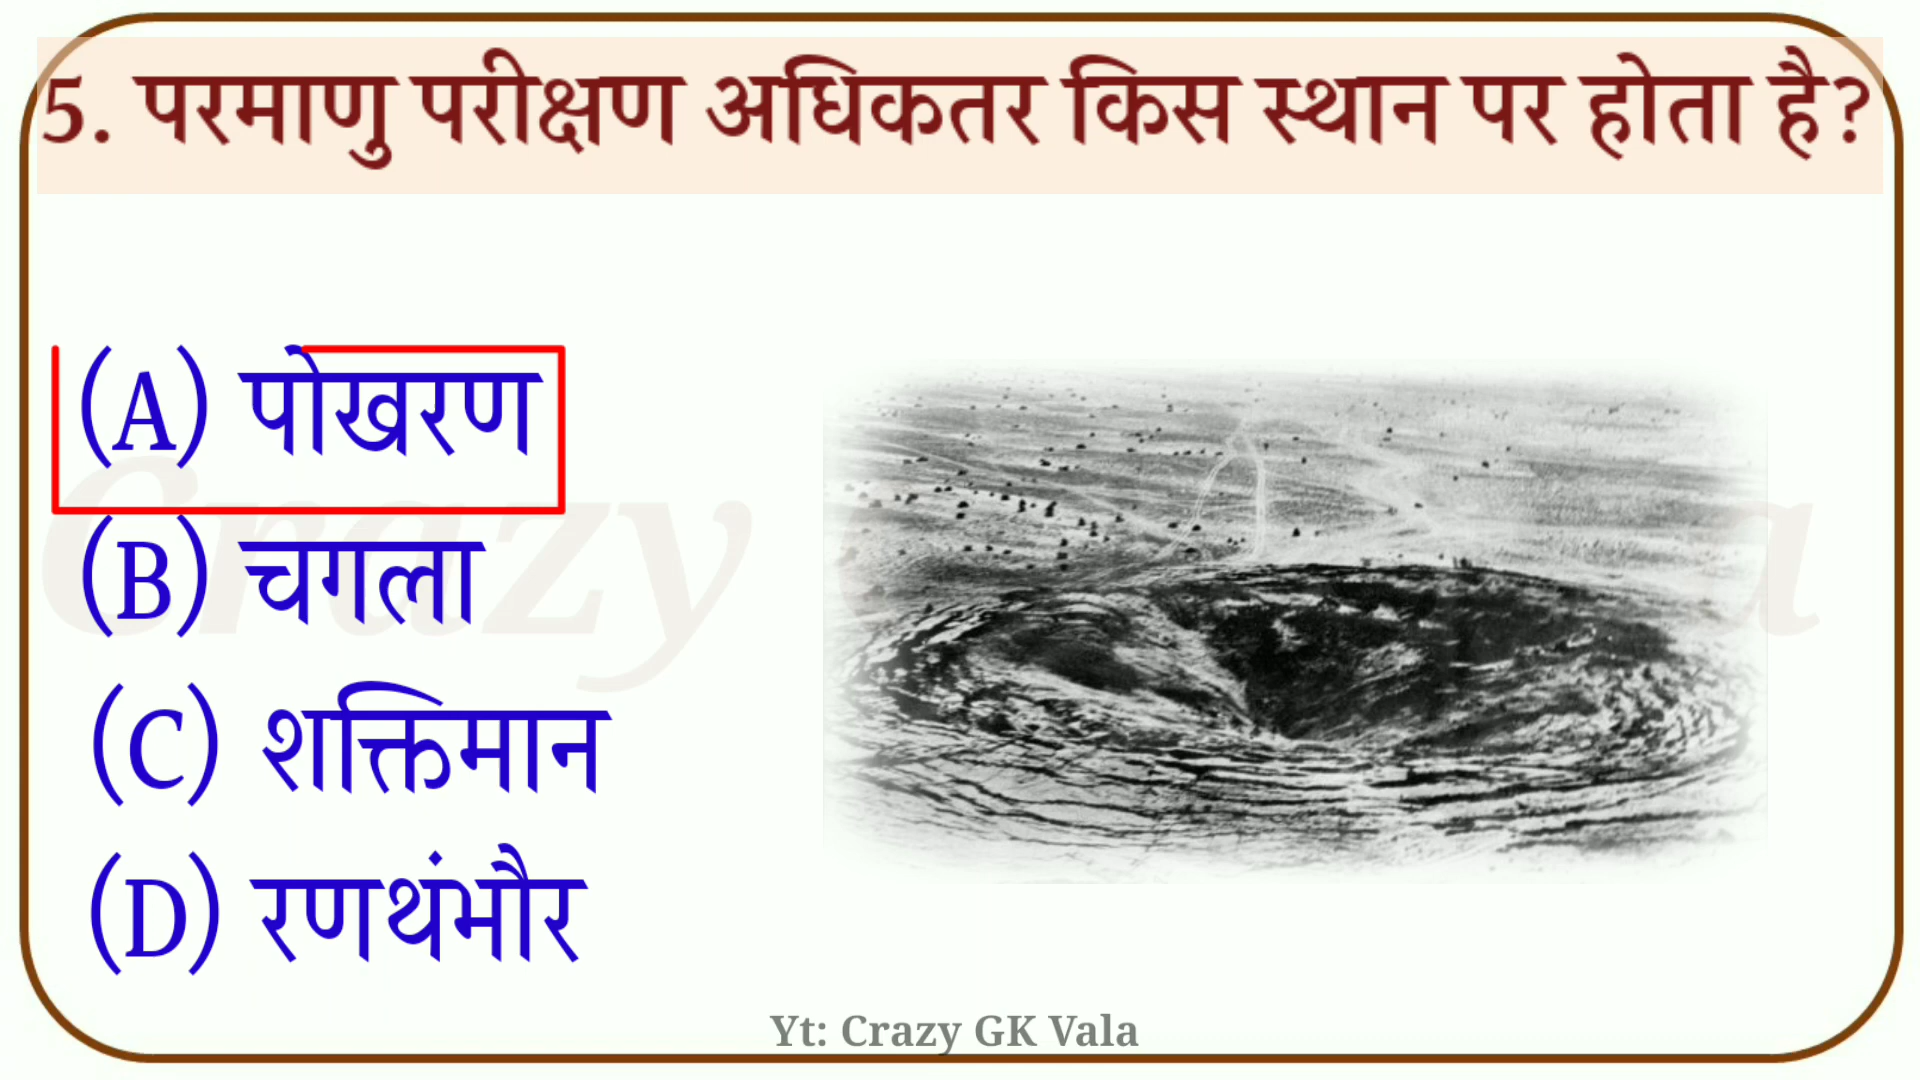 5. परमाणु परीक्षण अधिकतर किस स्थान पर होता है?
(A) पोखरण
(B) चगला
(C) शक्तिमान
(D) रणथंभौर
Yt: Crazy GK Vala